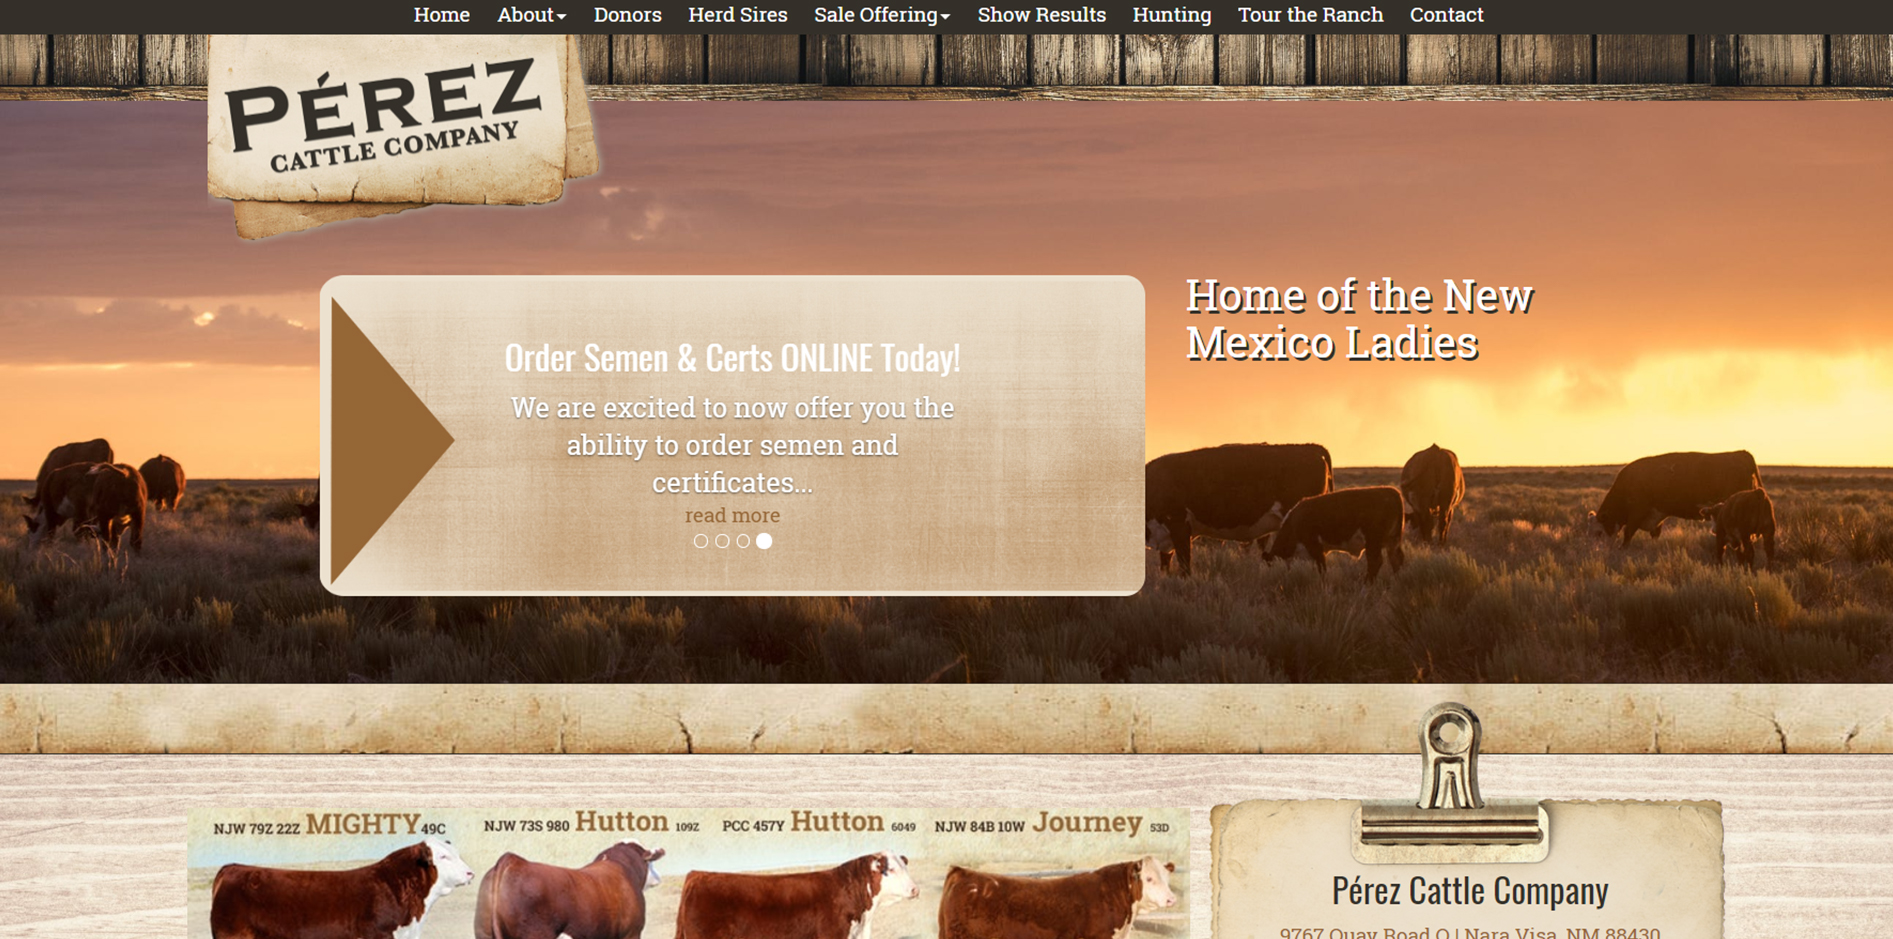 Home About Donors Herd Sires Sale Offering Show Results Hunting Tour the Ranch Contact
PÉREZ
CATTLE COMPANY
Order Semen & Certs ONLINE Today!
We are excited to now offer you the
ability to order semen and
certificates...
read more
Home of the New
Mexico Ladies
NJW 79Z 22Z MIGHTY 49C
NJW 73S 980 Hutton 109Z
PCC 457Y Hutton 6049
NJW 84B 10W Journey 53D
Pérez Cattle Company
9767 Quay Road O | Nara Visa, NM 88430